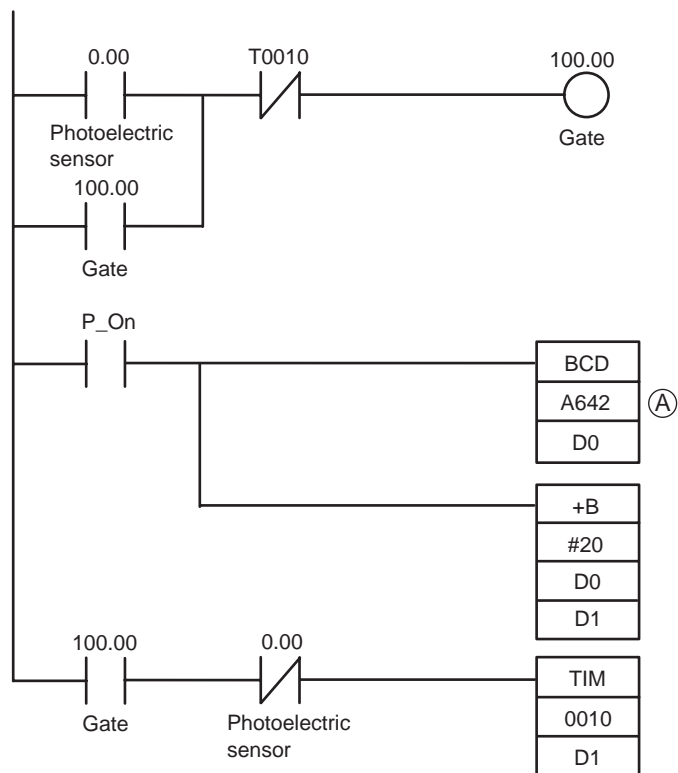 0.00
T0010
100.00
Photoelectric
sensor
Gate
100.00
Gate
P_On
BCD
A642
A
D0
+B
#20
D0
D1
100.00
0.00
Gate
Photoelectric
sensor
TIM
0010
D1